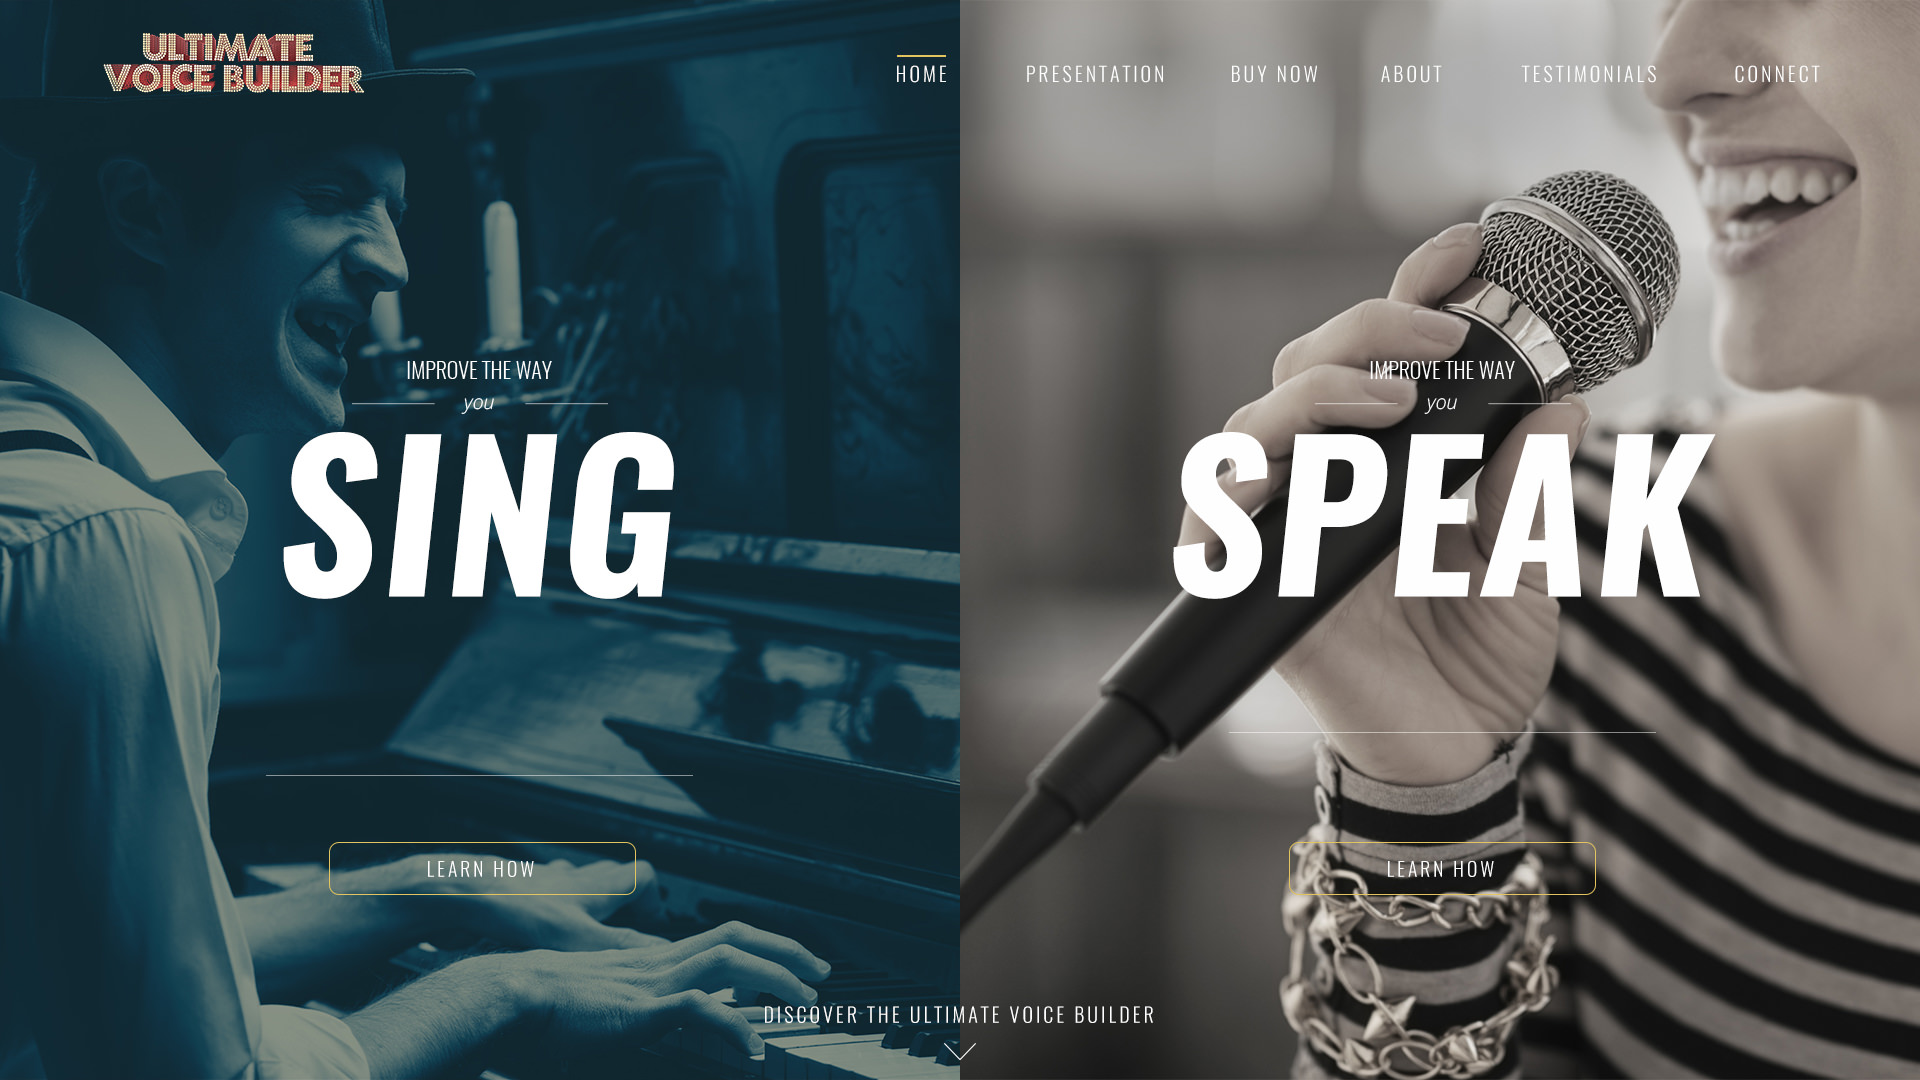 ULTIMATE
VOICE BUILDER
HOME
PRESENTATION
BUY NOW
ABOUT
TESTIMONIALS
CONNECT
IMPROVE THE WAY
you
SING
LEARN HOW
IMPROVE THE WAY
you
SPEAK
LEARN HOW
DISCOVER THE ULTIMATE VOICE BUILDER